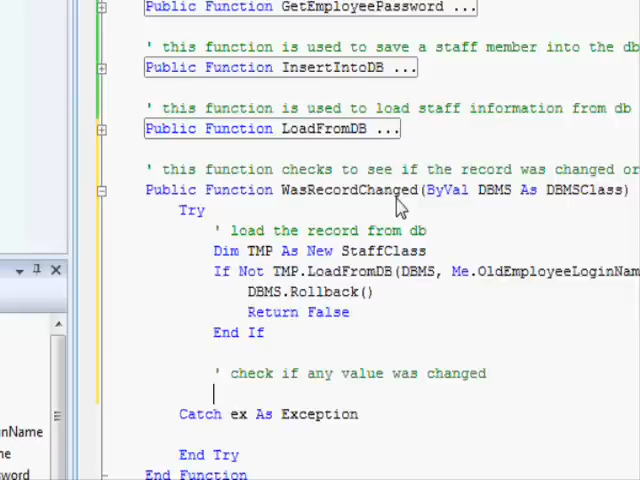 Public Function GetEmployeePassword ...
' this function is used to save a staff member into the db
Public Function InsertIntoDB ...
' this function is used to load staff information from db
Public Function LoadFromDB ...
' this function checks to see if the record was changed or
Public Function WasRecordChanged(ByVal DBMS As DBMSClass)
Try
' load the record from db
Dim TMP As New StaffClass
If Not TMP.LoadFromDB(DBMS, Me.OldEmployeeLoginNam
DBMS.Rollback()
Return False
End If
' check if any value was changed
Catch ex As Exception
End Try
End Function
inName
me
sword